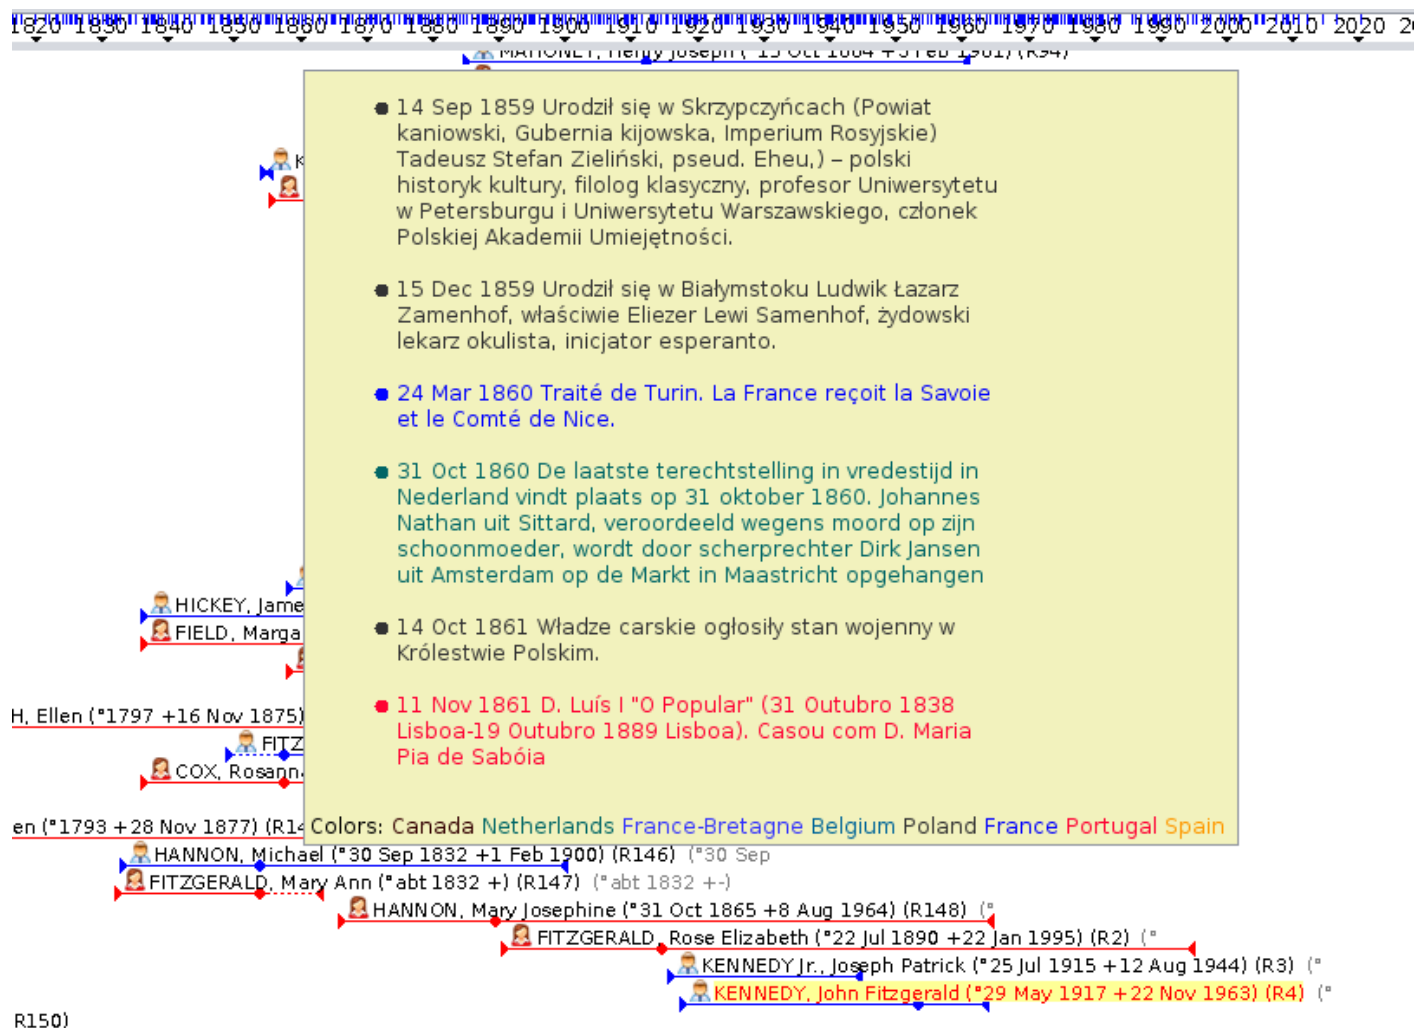 1820 1830 1840 1850 1860 1870 1880 1890 1900 1910 1920 1930 1940 1950 1960 1970 1980 1990 2000 2010 2020
MAHONEY, Henry Joseph (°15 Oct 1864 +5 Feb 1961) (R94)
14 Sep 1859 Urodził się w Skrzypczyńcach (Powiat
kaniowski, Gubernia kijowska, Imperium Rosyjskie)
Tadeusz Stefan Zieliński, pseud. Eheu,) – polski
historyk kultury, filolog klasyczny, profesor Uniwersytetu
w Petersburgu i Uniwersytetu Warszawskiego, członek
Polskiej Akademii Umiejętności.
15 Dec 1859 Urodził się w Białymstoku Ludwik Łazarz
Zamenhof, właściwie Eliezer Lewi Samenhof, żydowski
lekarz okulista, inicjator esperanto.
24 Mar 1860 Traité de Turin. La France reçoit la Savoie
et le Comté de Nice.
31 Oct 1860 De laatste terechtstelling in vredestijd in
Nederland vindt plaats op 31 oktober 1860. Johannes
Nathan uit Sittard, veroordeeld wegens moord op zijn
schoonmoeder, wordt door scherprechter Dirk Jansen
uit Amsterdam op de Markt in Maastricht opgehangen
HICKEY, Jame
FIELD, Marga
14 Oct 1861 Władze carskie ogłosiły stan wojenny w
Królestwie Polskim.
11 Nov 1861 D. Luís I "O Popular" (31 Outubro 1838
Lisboa-19 Outubro 1889 Lisboa). Casou com D. Maria
Pia de Sabóia
H, Ellen (°1797 +16 Nov 1875)
FITZ
COX, Rosann
en (°1793 +28 Nov 1877) (R14
Colors: Canada Netherlands France-Bretagne Belgium Poland France Portugal Spain
HANNON, Michael (°30 Sep 1832 +1 Feb 1900) (R146) (°30 Sep
FITZGERALD, Mary Ann (°abt 1832 +) (R147) (°abt 1832 +-)
HANNON, Mary Josephine (°31 Oct 1865 +8 Aug 1964) (R148) (°
FITZGERALD, Rose Elizabeth (°22 Jul 1890 +22 Jan 1995) (R2) (°
KENNEDY Jr., Joseph Patrick (°25 Jul 1915 +12 Aug 1944) (R3) (°
KENNEDY, John Fitzgerald (°29 May 1917 +22 Nov 1963) (R4) (°
R150)